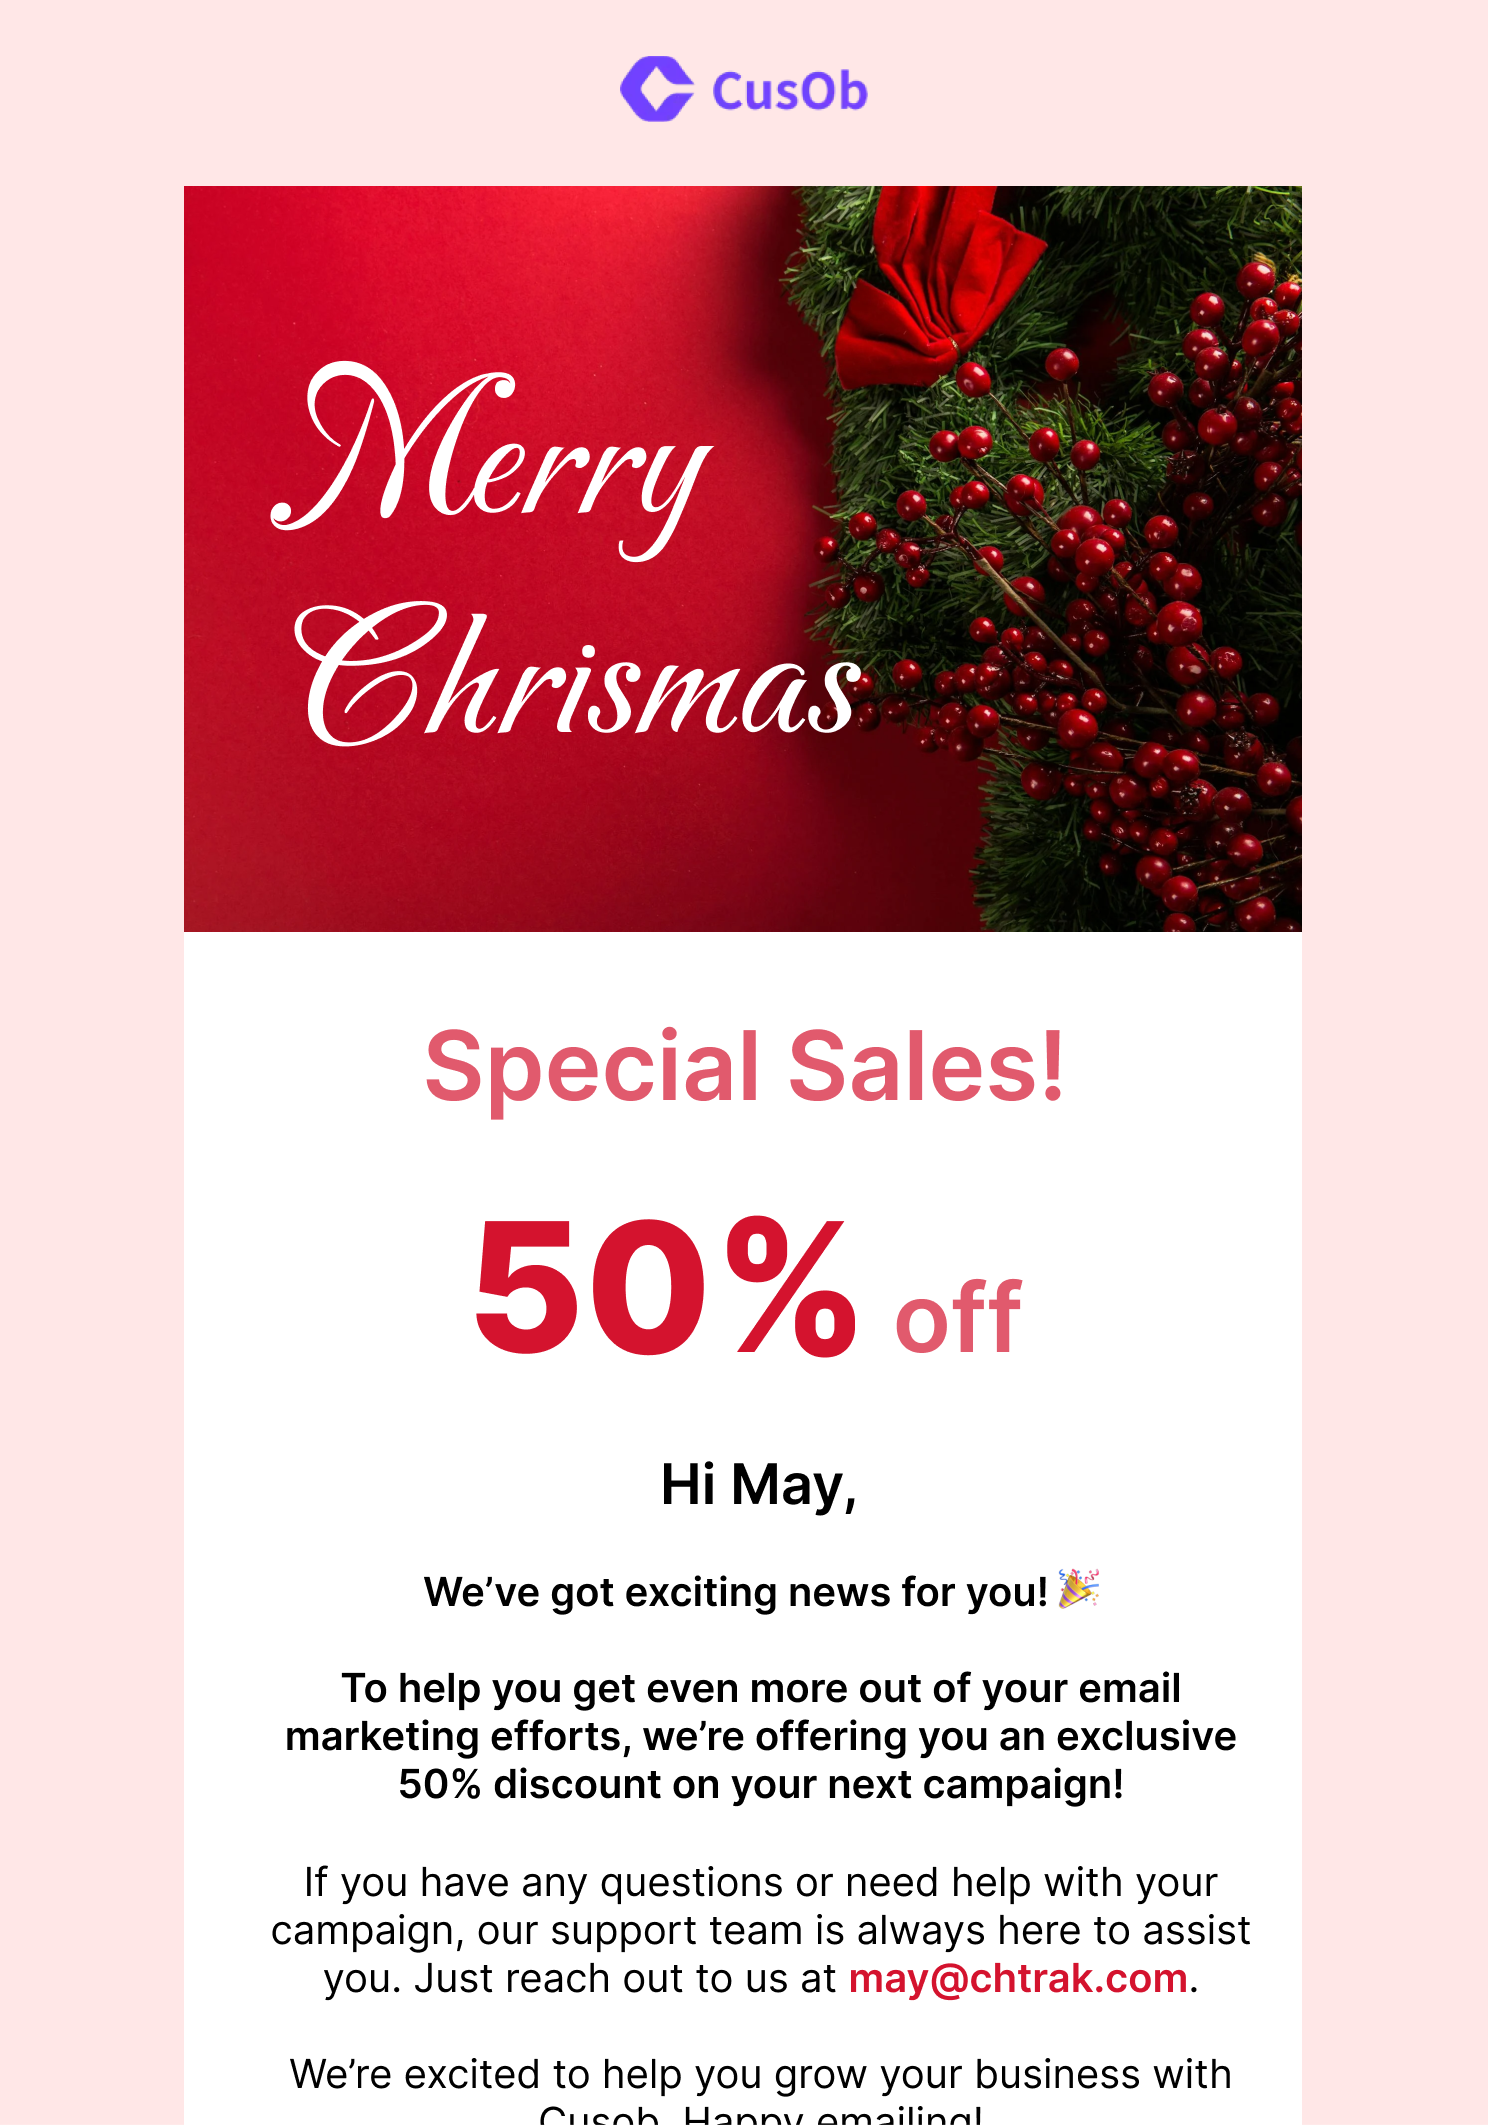 CusOb
Merry
Chrismas
Special Sales!
50% off
Hi May,
We’ve got exciting news for you! 🎉
To help you get even more out of your email
marketing efforts, we’re offering you an exclusive
50% discount on your next campaign!
If you have any questions or need help with your
campaign, our support team is always here to assist
you. Just reach out to us at may@chtrak.com.
We’re excited to help you grow your business with
Cusob. Happy emailing!